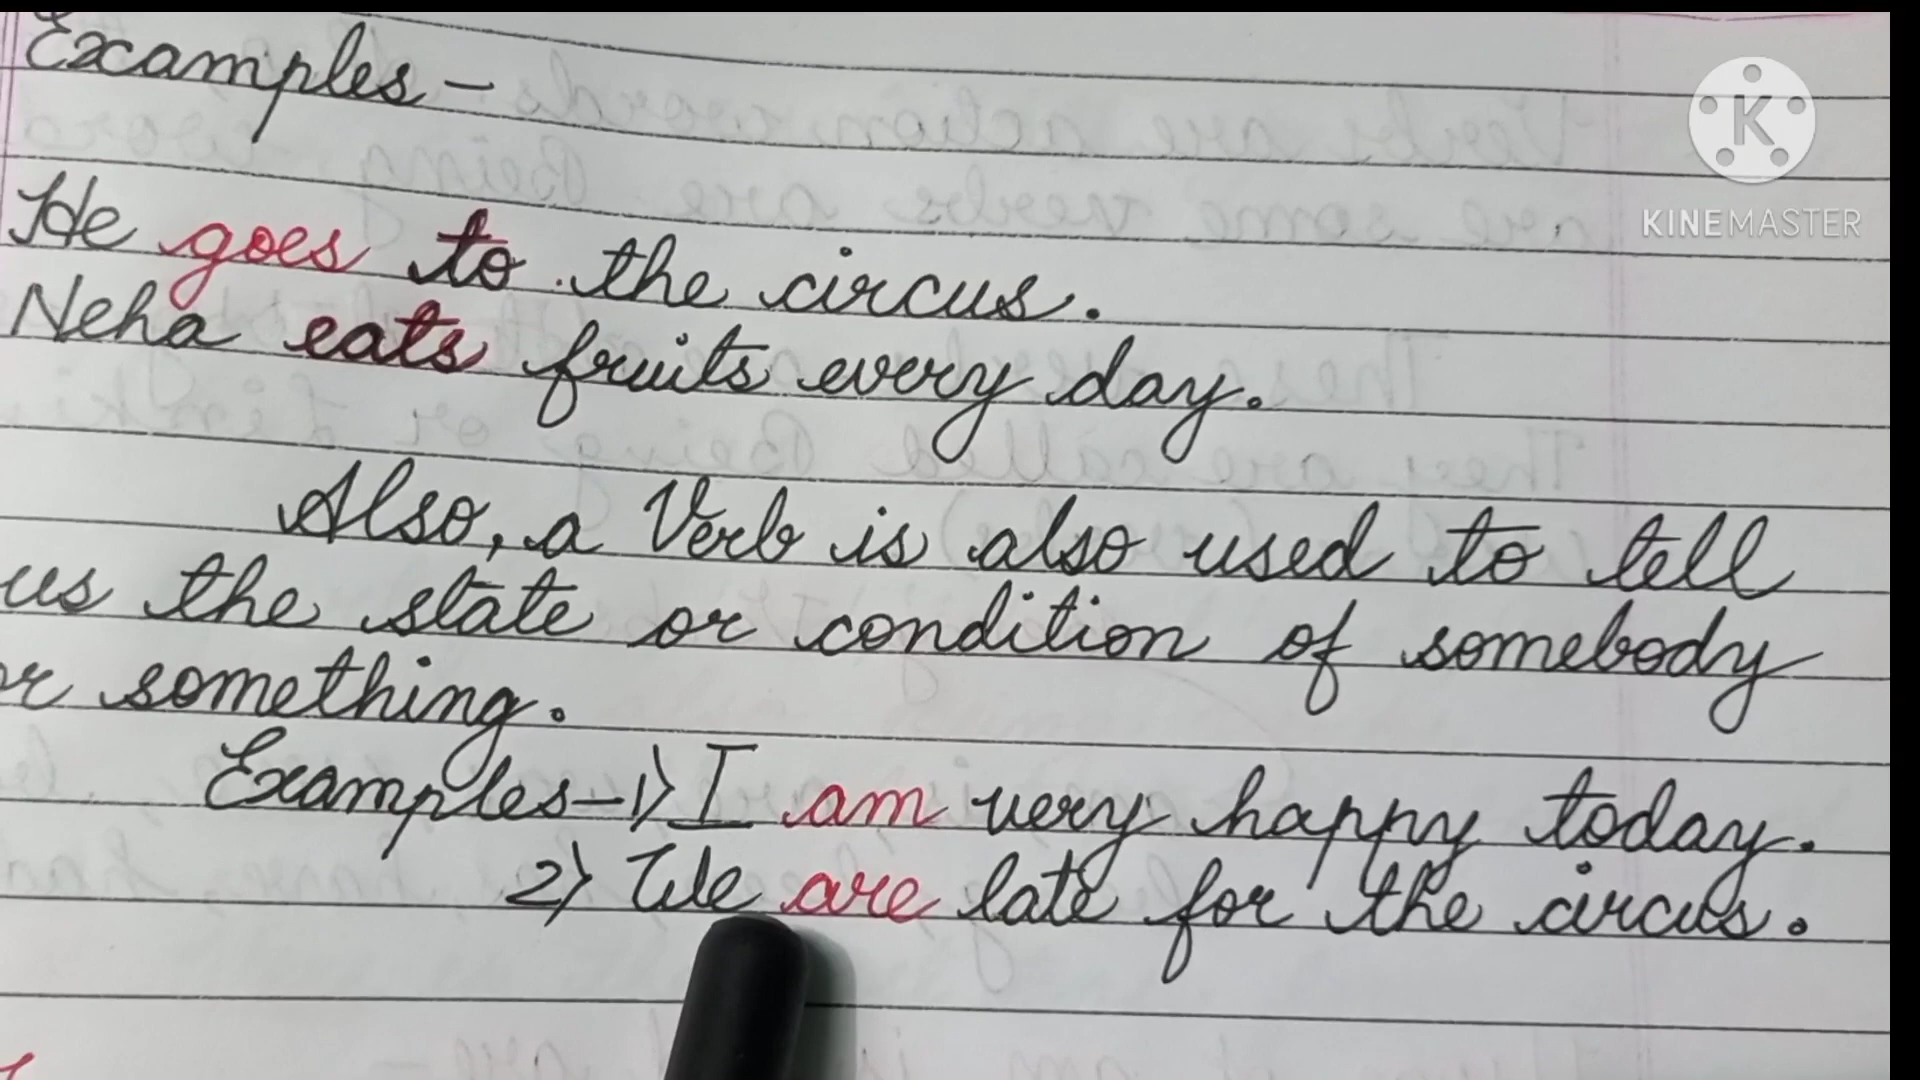 Examples -
He goes to the circus.
Neha eats fruits every day.
Also, a Verb is also used to tell
us the state or condition of somebody
or something.
Examples-1) I am very happy today.
2) We are late for the circus.
K
KINEMASTER